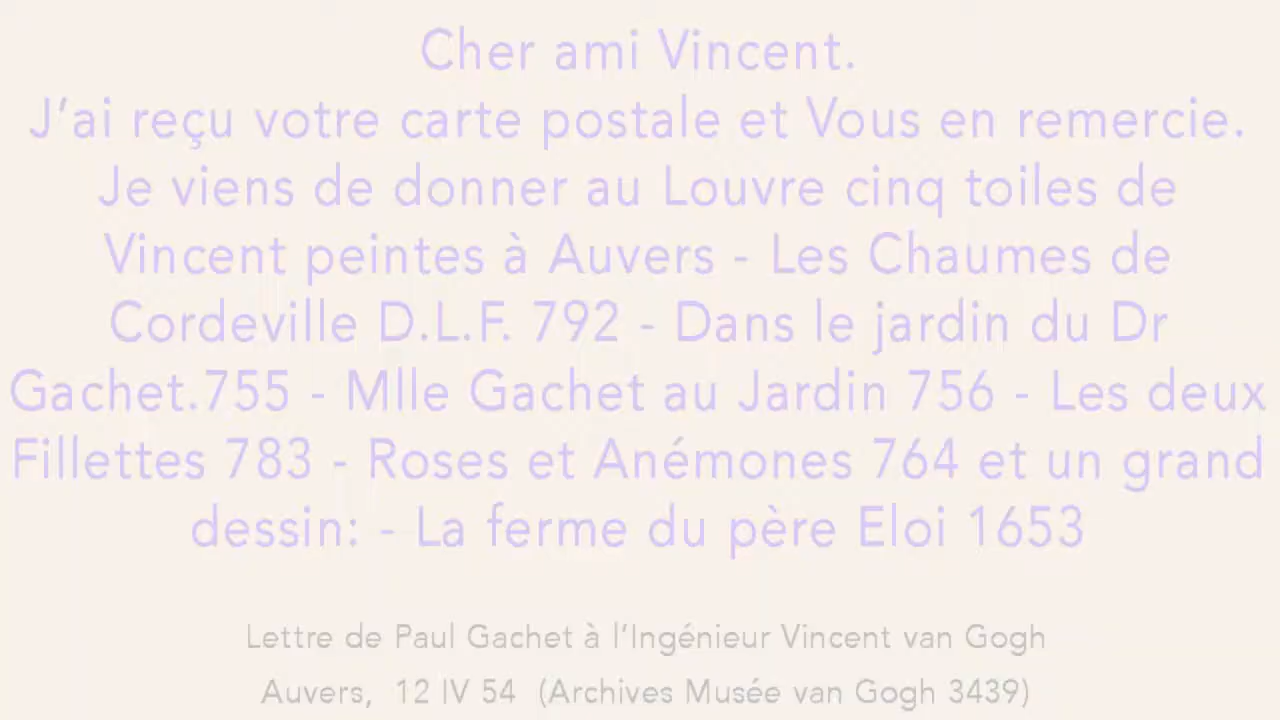 Cher ami Vincent.
J’ai reçu votre carte postale et Vous en remercie.
Je viens de donner au Louvre cinq toiles de
Vincent peintes à Auvers - Les Chaumes de
Cordeville D.L.F. 792 - Dans le jardin du Dr
Gachet.755 - Mlle Gachet au Jardin 756 - Les deux
Fillettes 783 - Roses et Anémones 764 et un grand
dessin: - La ferme du père Eloi 1653
Lettre de Paul Gachet à l’Ingénieur Vincent van Gogh
Auvers, 12 IV 54 (Archives Musée van Gogh 3439)